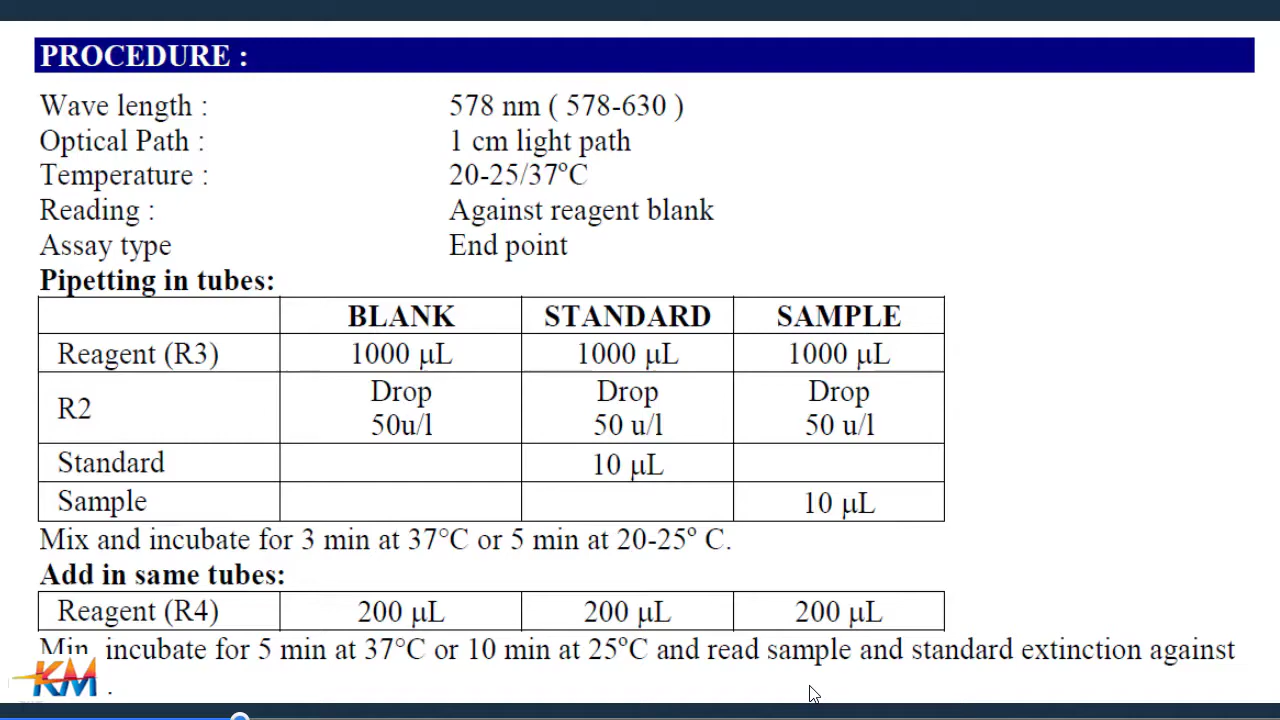 PROCEDURE :
Wave length : 578 nm ( 578-630 )
Optical Path : 1 cm light path
Temperature : 20-25/37ºC
Reading : Against reagent blank
Assay type End point
Pipetting in tubes:
BLANK STANDARD SAMPLE
Reagent (R3) 1000 µL 1000 µL 1000 µL
Drop Drop Drop
R2
50u/l 50 u/l 50 u/l
Standard 10 µL
Sample 10 µL
Mix and incubate for 3 min at 37°C or 5 min at 20-25º C.
Add in same tubes:
Reagent (R4) 200 µL 200 µL 200 µL
incubate for 5 min at 37°C or 10 min at 25ºC and read sample and standard extinction against
KM .